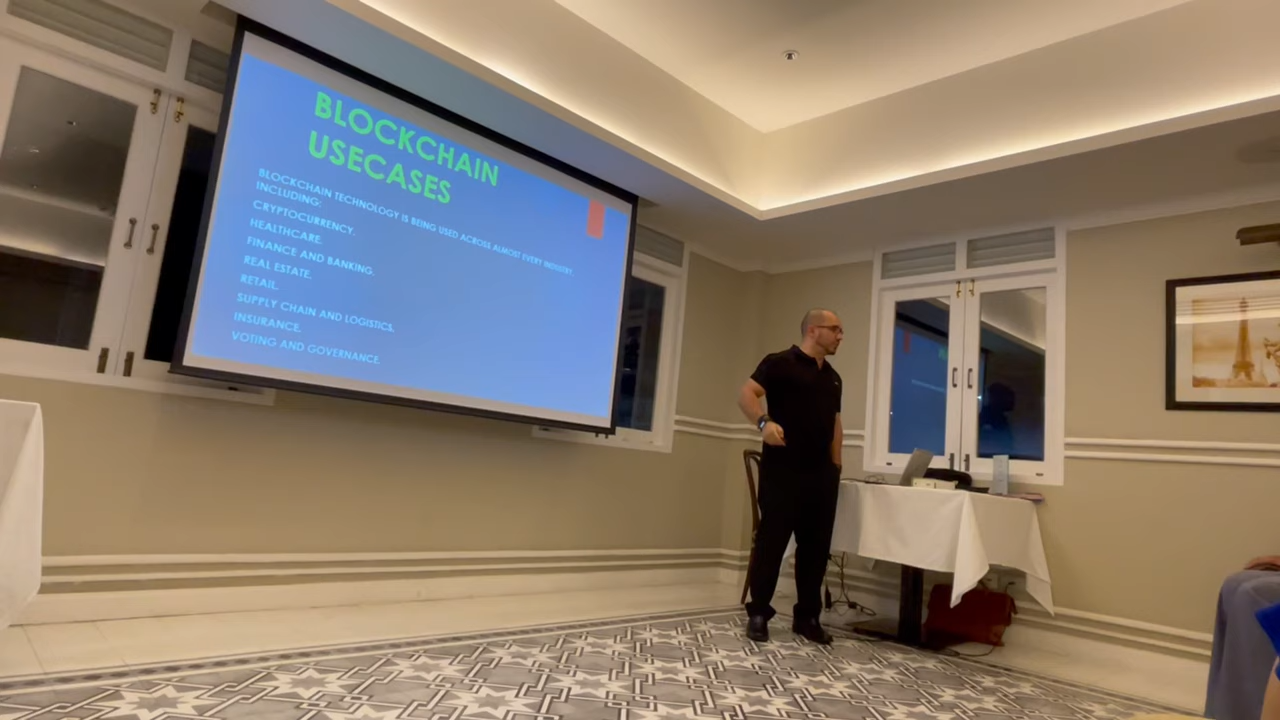 BLOCKCHAIN
USECASES
BLOCKCHAIN TECHNOLOGY IS BEING USED ACROSS ALMOST EVERY INDUSTRY,
INCLUDING:
CRYPTOCURRENCY.
HEALTHCARE.
FINANCE AND BANKING.
REAL ESTATE.
RETAIL.
SUPPLY CHAIN AND LOGISTICS.
INSURANCE.
VOTING AND GOVERNANCE.